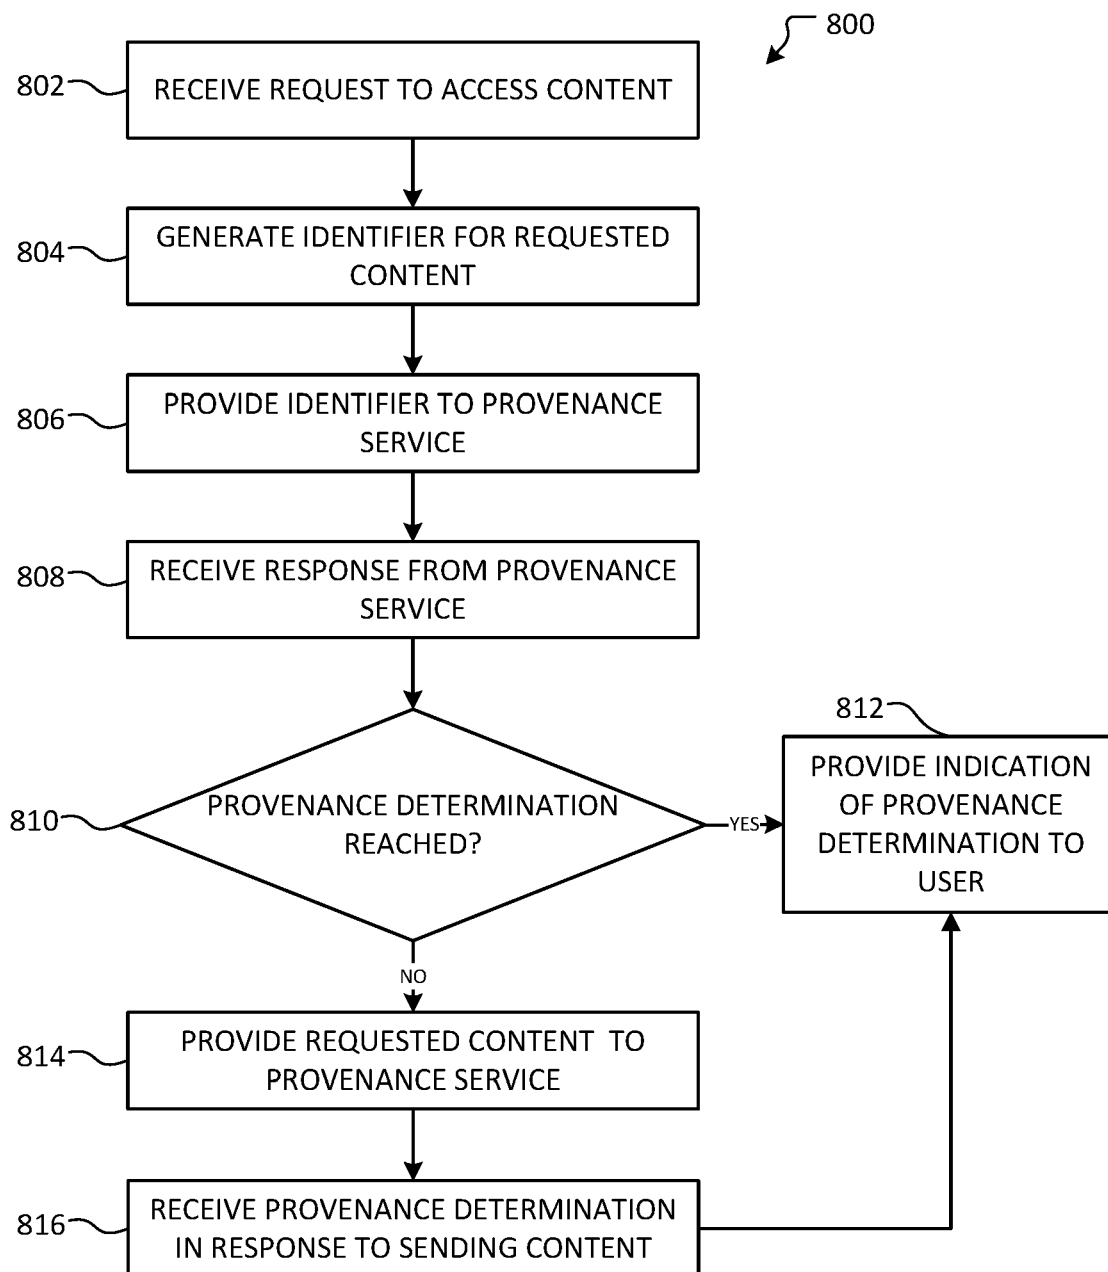 800
802
RECEIVE REQUEST TO ACCESS CONTENT
804
GENERATE IDENTIFIER FOR REQUESTED
CONTENT
806
PROVIDE IDENTIFIER TO PROVENANCE
SERVICE
808
RECEIVE RESPONSE FROM PROVENANCE
SERVICE
810
PROVENANCE DETERMINATION
REACHED?
YES
812
PROVIDE INDICATION
OF PROVENANCE
DETERMINATION TO
USER
NO
814
PROVIDE REQUESTED CONTENT TO
PROVENANCE SERVICE
816
RECEIVE PROVENANCE DETERMINATION
IN RESPONSE TO SENDING CONTENT